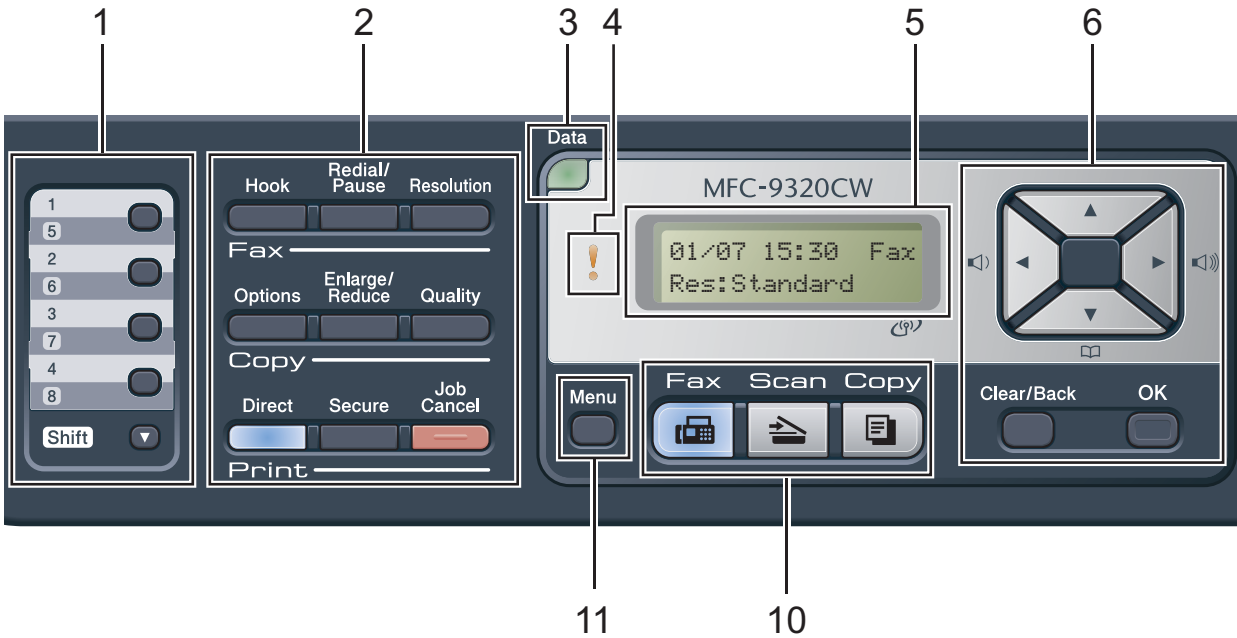 1
2
3
4
5
6
Data
MFC-9320CW
1
5
2
6
3
7
4
8
Shift
Hook
Redial/
Pause
Resolution
Fax
Options
Enlarge/
Reduce
Quality
Copy
Direct
Secure
Job
Cancel
Print
01/07 15:30 Fax
Res:Standard
Menu
Fax Scan Copy
Clear/Back
OK
11
10